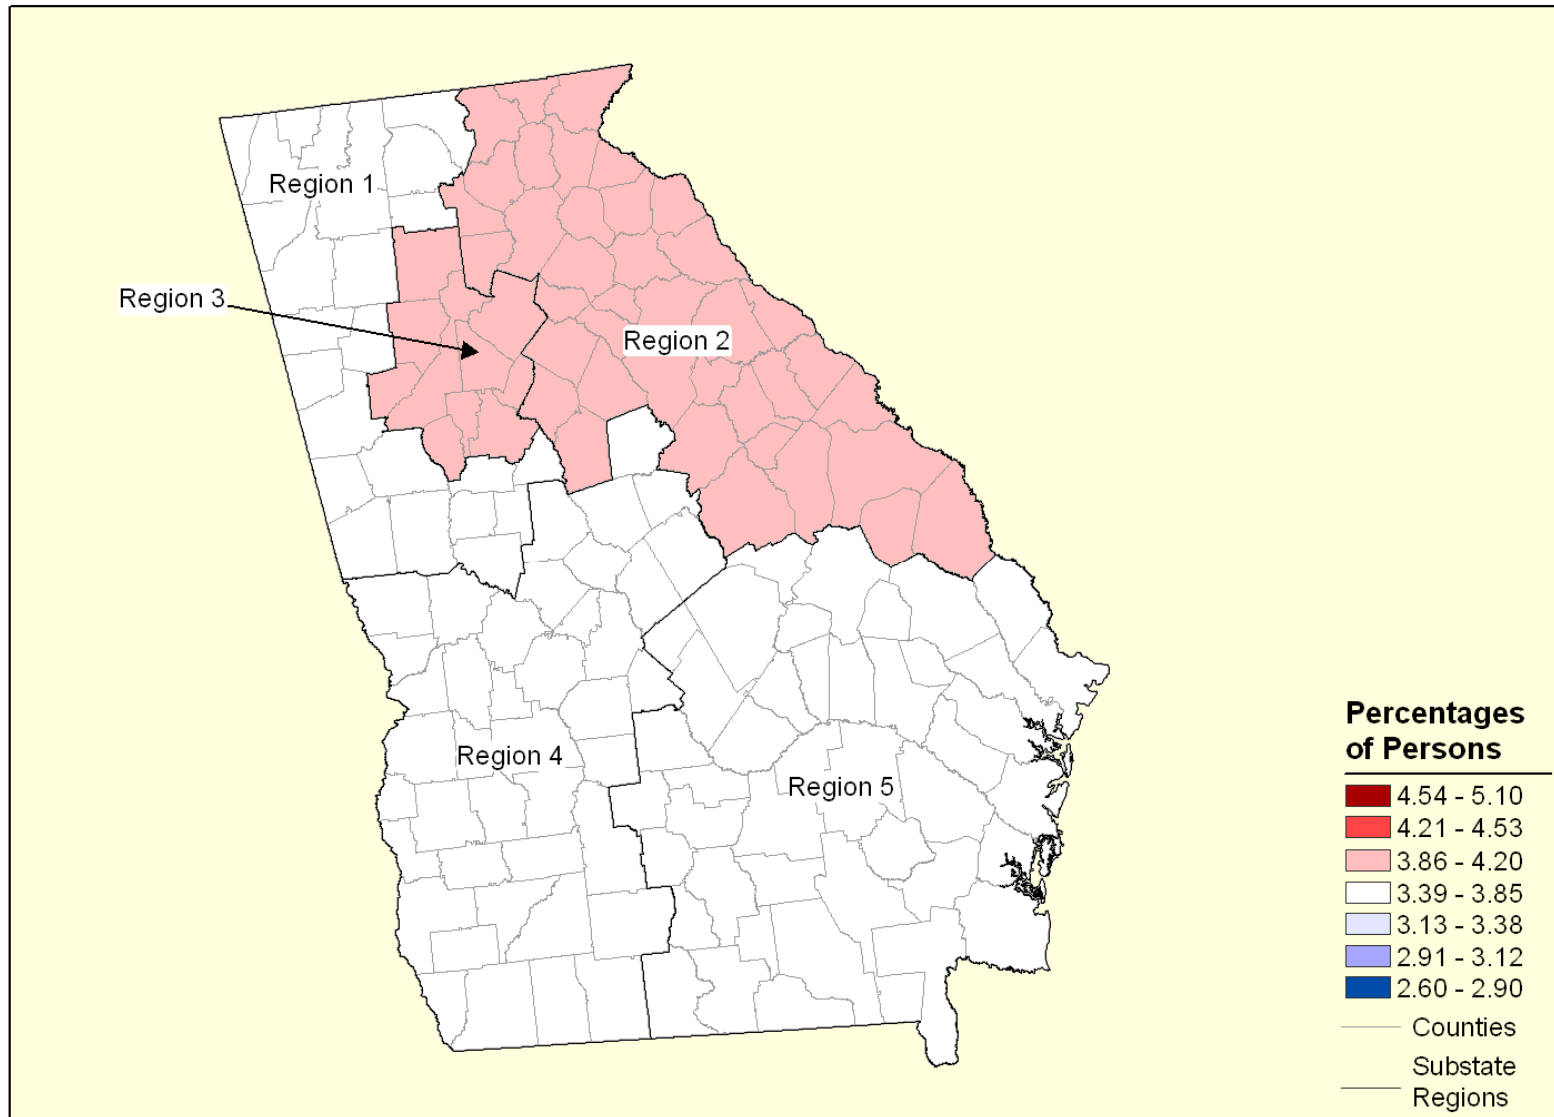 Region 1
Region 3
Region 2
Region 4
Region 5
Percentages
of Persons
4.54 - 5.10
4.21 - 4.53
3.86 - 4.20
3.39 - 3.85
3.13 - 3.38
2.91 - 3.12
2.60 - 2.90
Counties
Substate
Regions